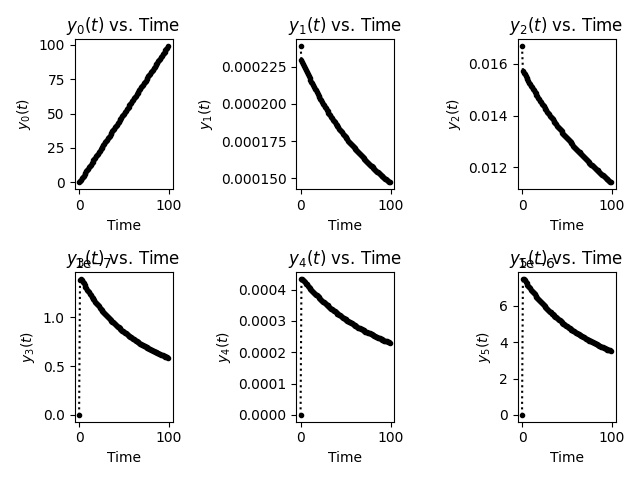 y₀(t) vs. Time
y₁(t) vs. Time
y₂(t) vs. Time
100
75
50
25
0
y₀(t)
0
100
Time
0.000225
0.000200
0.000175
0.000150
y₁(t)
0
100
Time
0.016
0.014
0.012
y₂(t)
0
100
Time
y₃(t) vs. Time
y₄(t) vs. Time
y₅(t) vs. Time
1e−7
1.0
0.5
0.0
y₃(t)
0
100
Time
0.0004
0.0003
0.0002
0.0001
0.0000
y₄(t)
0
100
Time
1e−6
6
4
2
0
y₅(t)
0
100
Time